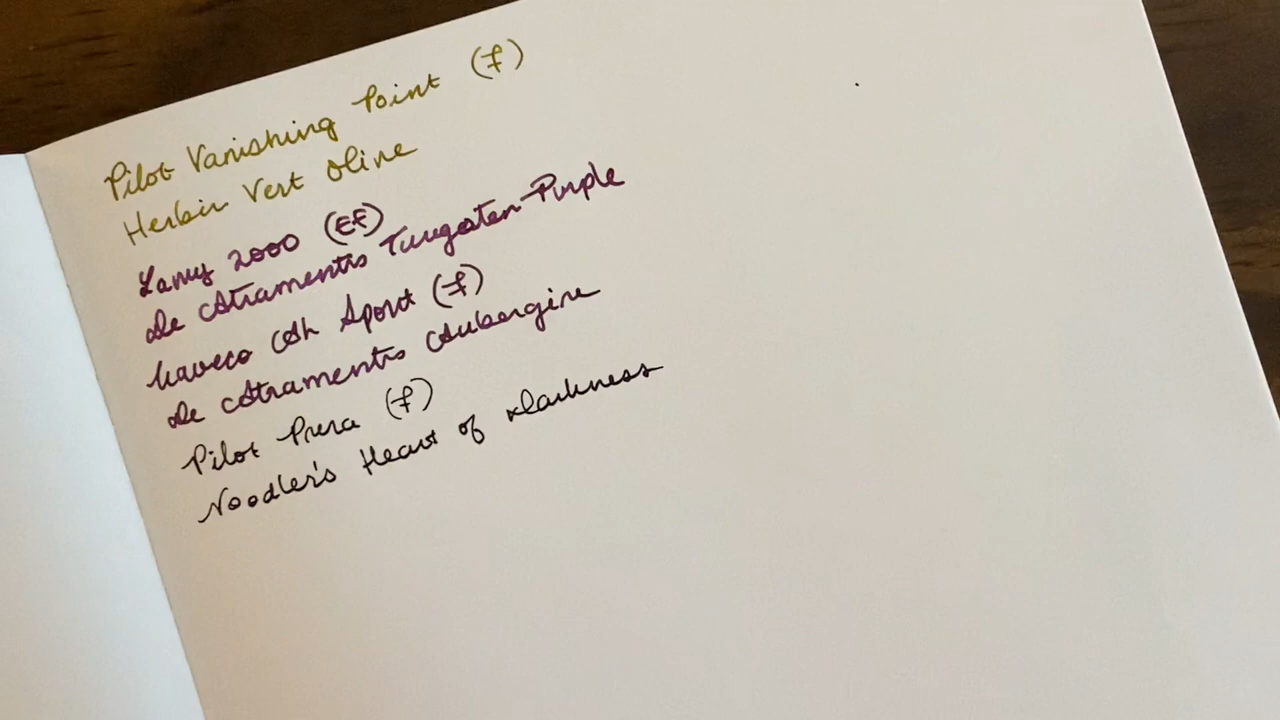 Pilot Vanishing Point (F)
Herbin Vert Olive
Lamy 2000 (EF)
De Atramentis Tungsten-Purple
Kaweco Art Sport (F)
De Atramentis Aubergine
Pilot Prera (F)
Noodler's Heart of Darkness